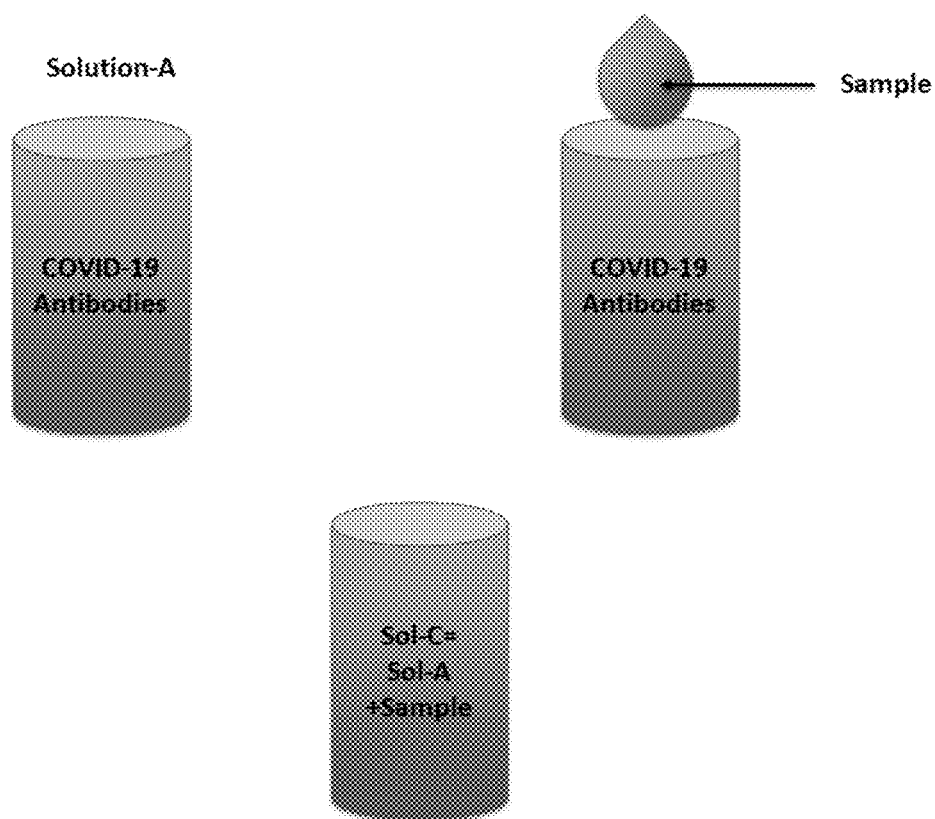 Solution-A
Sample
COVID-19
Antibodies
COVID-19
Antibodies
Sol-C=
Sol-A
+Sample